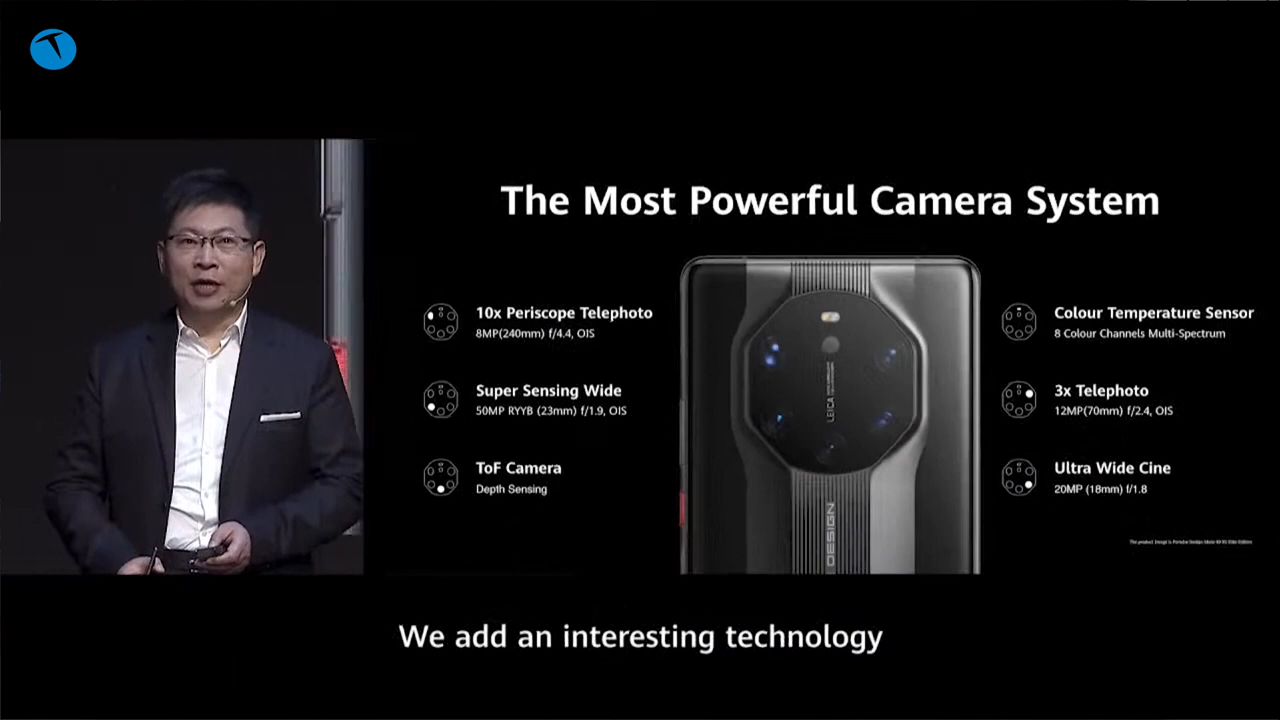 The Most Powerful Camera System
10x Periscope Telephoto
8MP(240mm) f/4.4, OIS
Super Sensing Wide
50MP RYYB (23mm) f/1.9, OIS
ToF Camera
Depth Sensing
LEICA
DESIGN
Colour Temperature Sensor
8 Colour Channels Multi-Spectrum
3x Telephoto
12MP(70mm) f/2.4, OIS
Ultra Wide Cine
20MP (18mm) f/1.8
We add an interesting technology